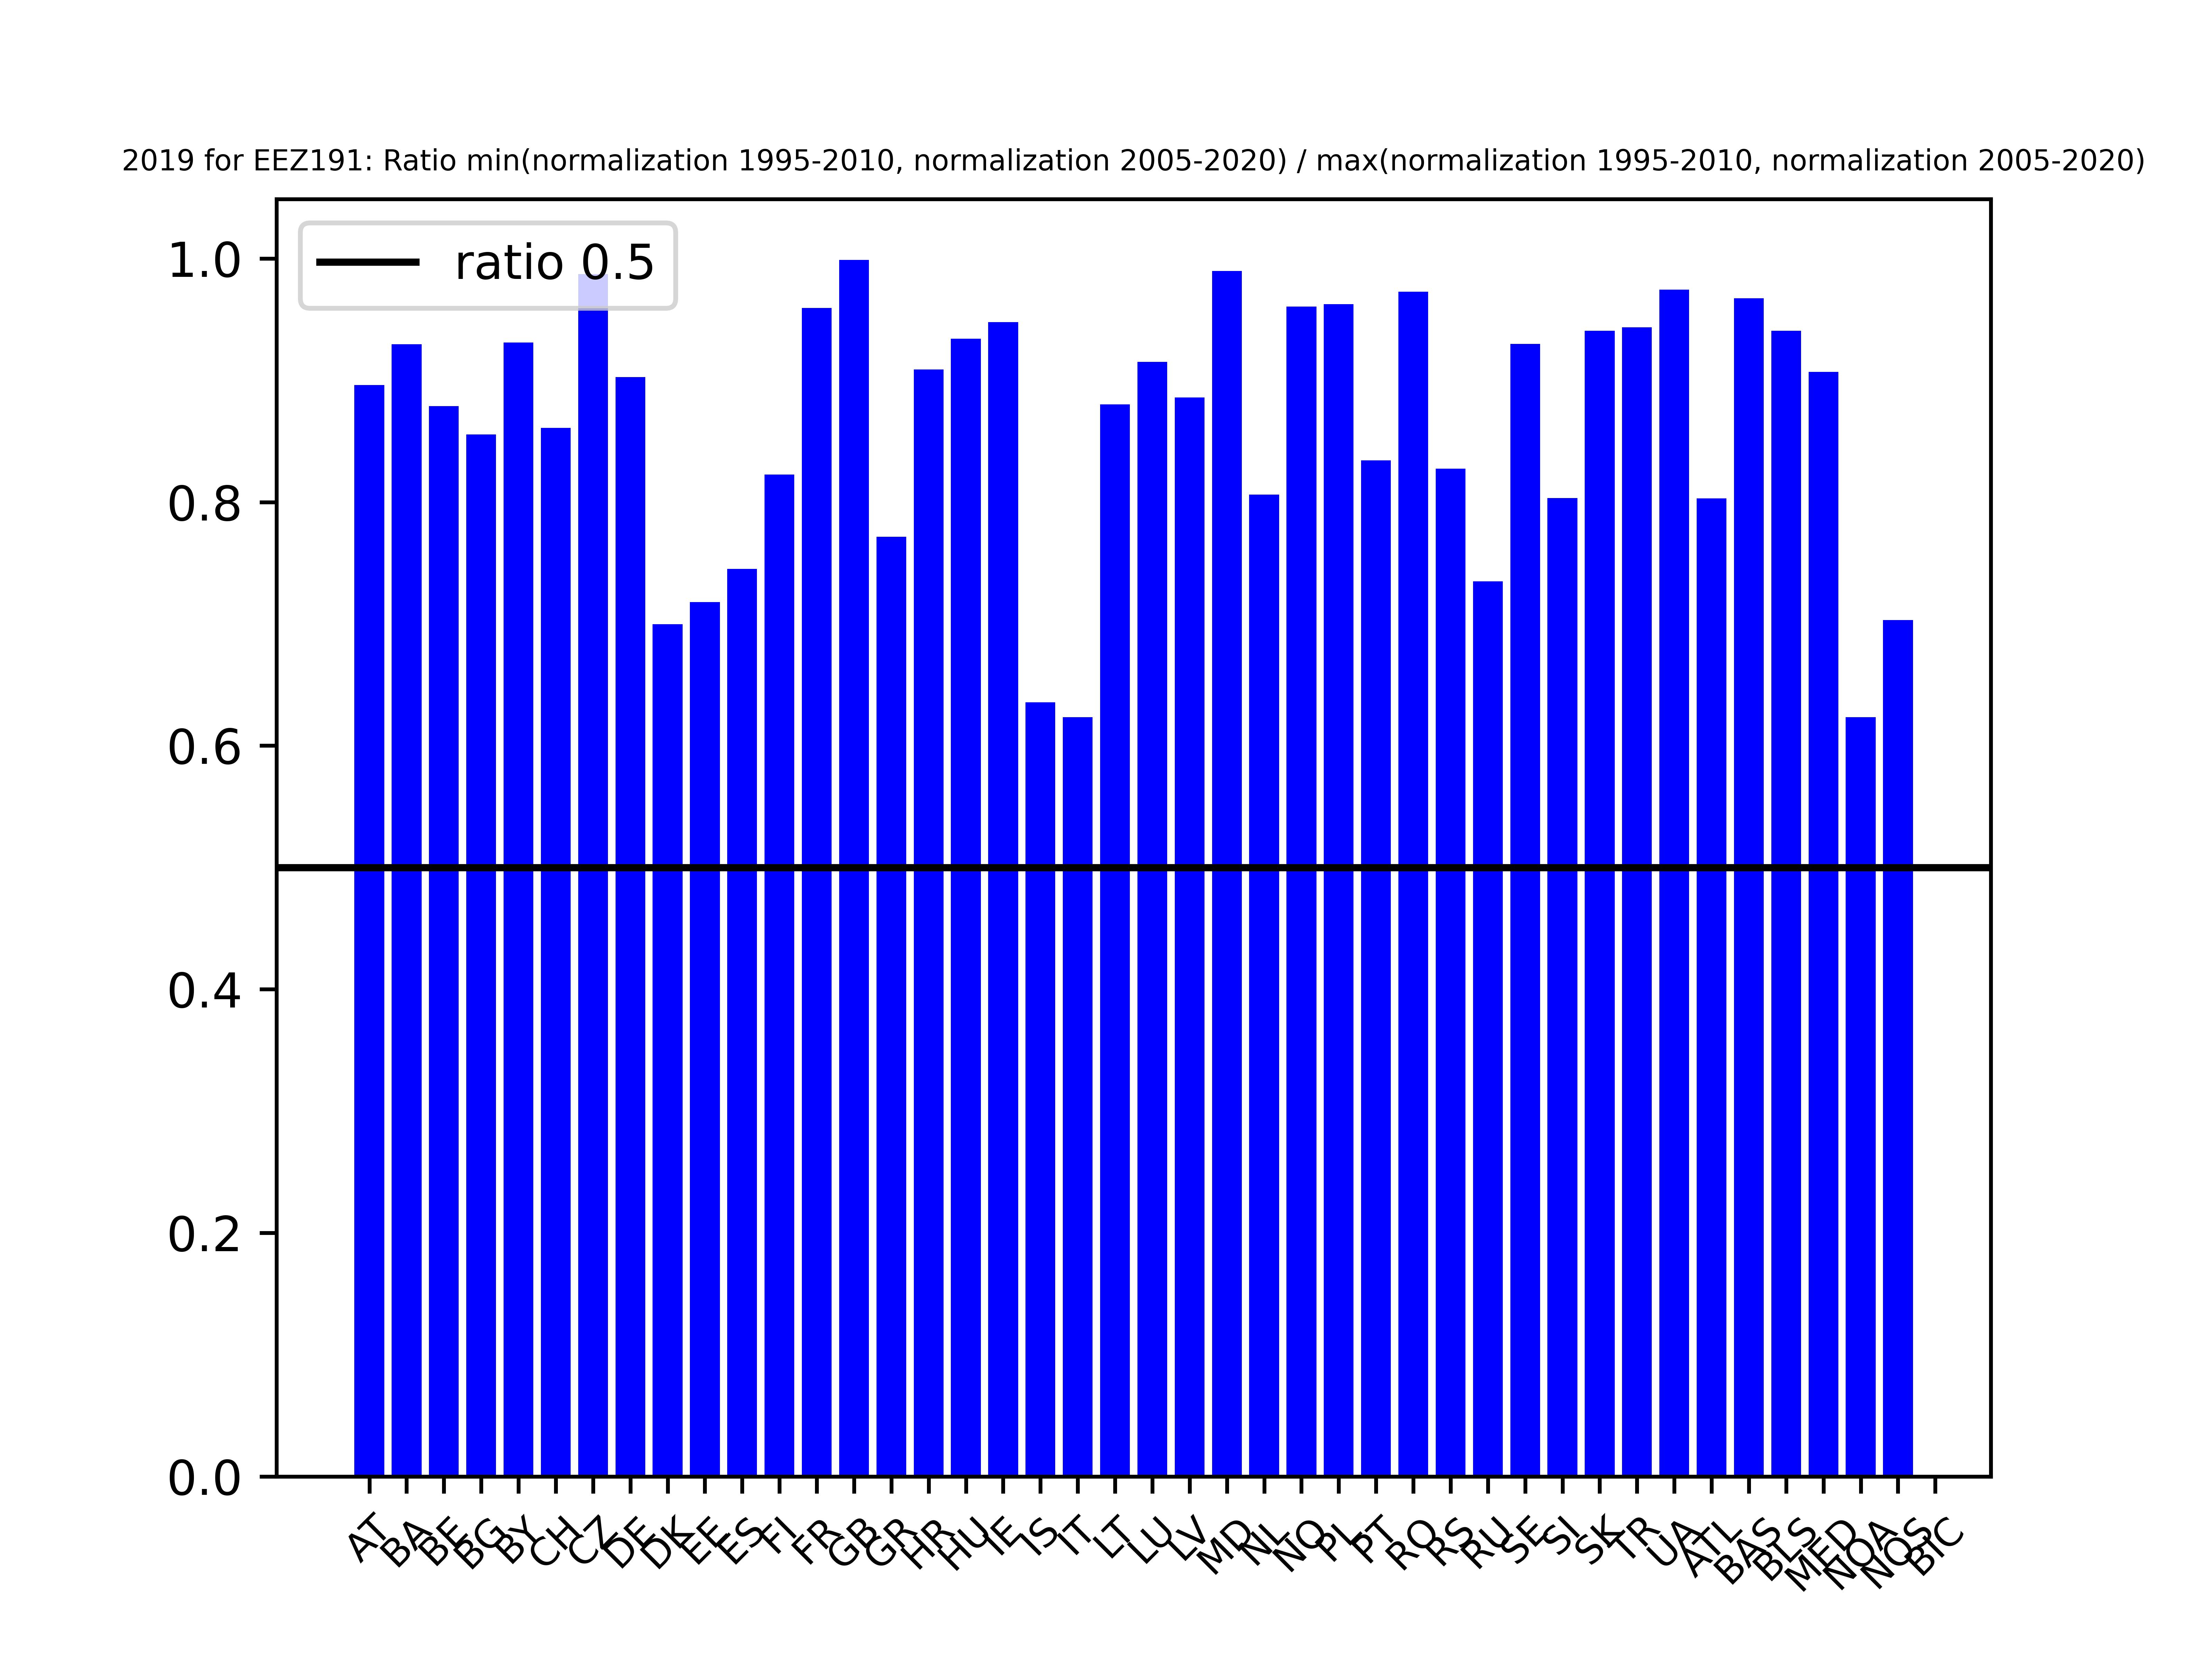 2019 for EEZ191: Ratio min(normalization 1995-2010, normalization 2005-2020) / max(normalization 1995-2010, normalization 2005-2020)
ratio 0.5
1.0
0.8
0.6
0.4
0.2
0.0
AT BA BE BG BY CH CZ DE DK EE ES FI FR GB GR HR HU IE IS IT LT LU LV MD NL NO PL PT RO RS RU SE SI SK TR UA ATL BAS BLS MED NOA NOS BIC